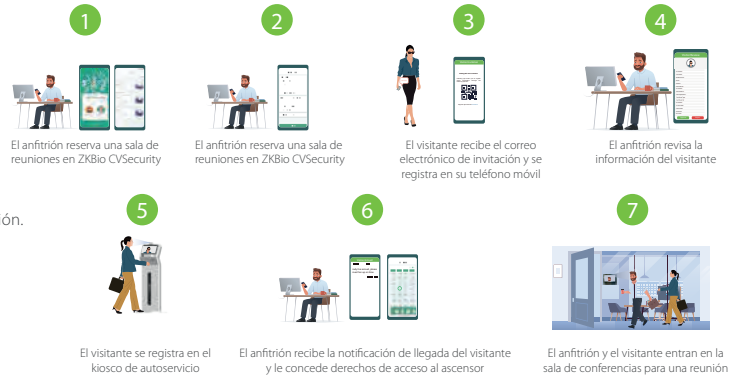 1
2
3
4
El anfitrión reserva una sala de
reuniones en ZKBio CVSecurity
El anfitrión reserva una sala de
reuniones en ZKBio CVSecurity
El visitante recibe el correo
electrónico de invitación y se
registra en su teléfono móvil
El anfitrión revisa la
información del visitante
ión.
5
6
7
El visitante se registra en el
kiosco de autoservicio
El anfitrión recibe la notificación de llegada del visitante
y le concede derechos de acceso al ascensor
El anfitrión y el visitante entran en la
sala de conferencias para una reunión